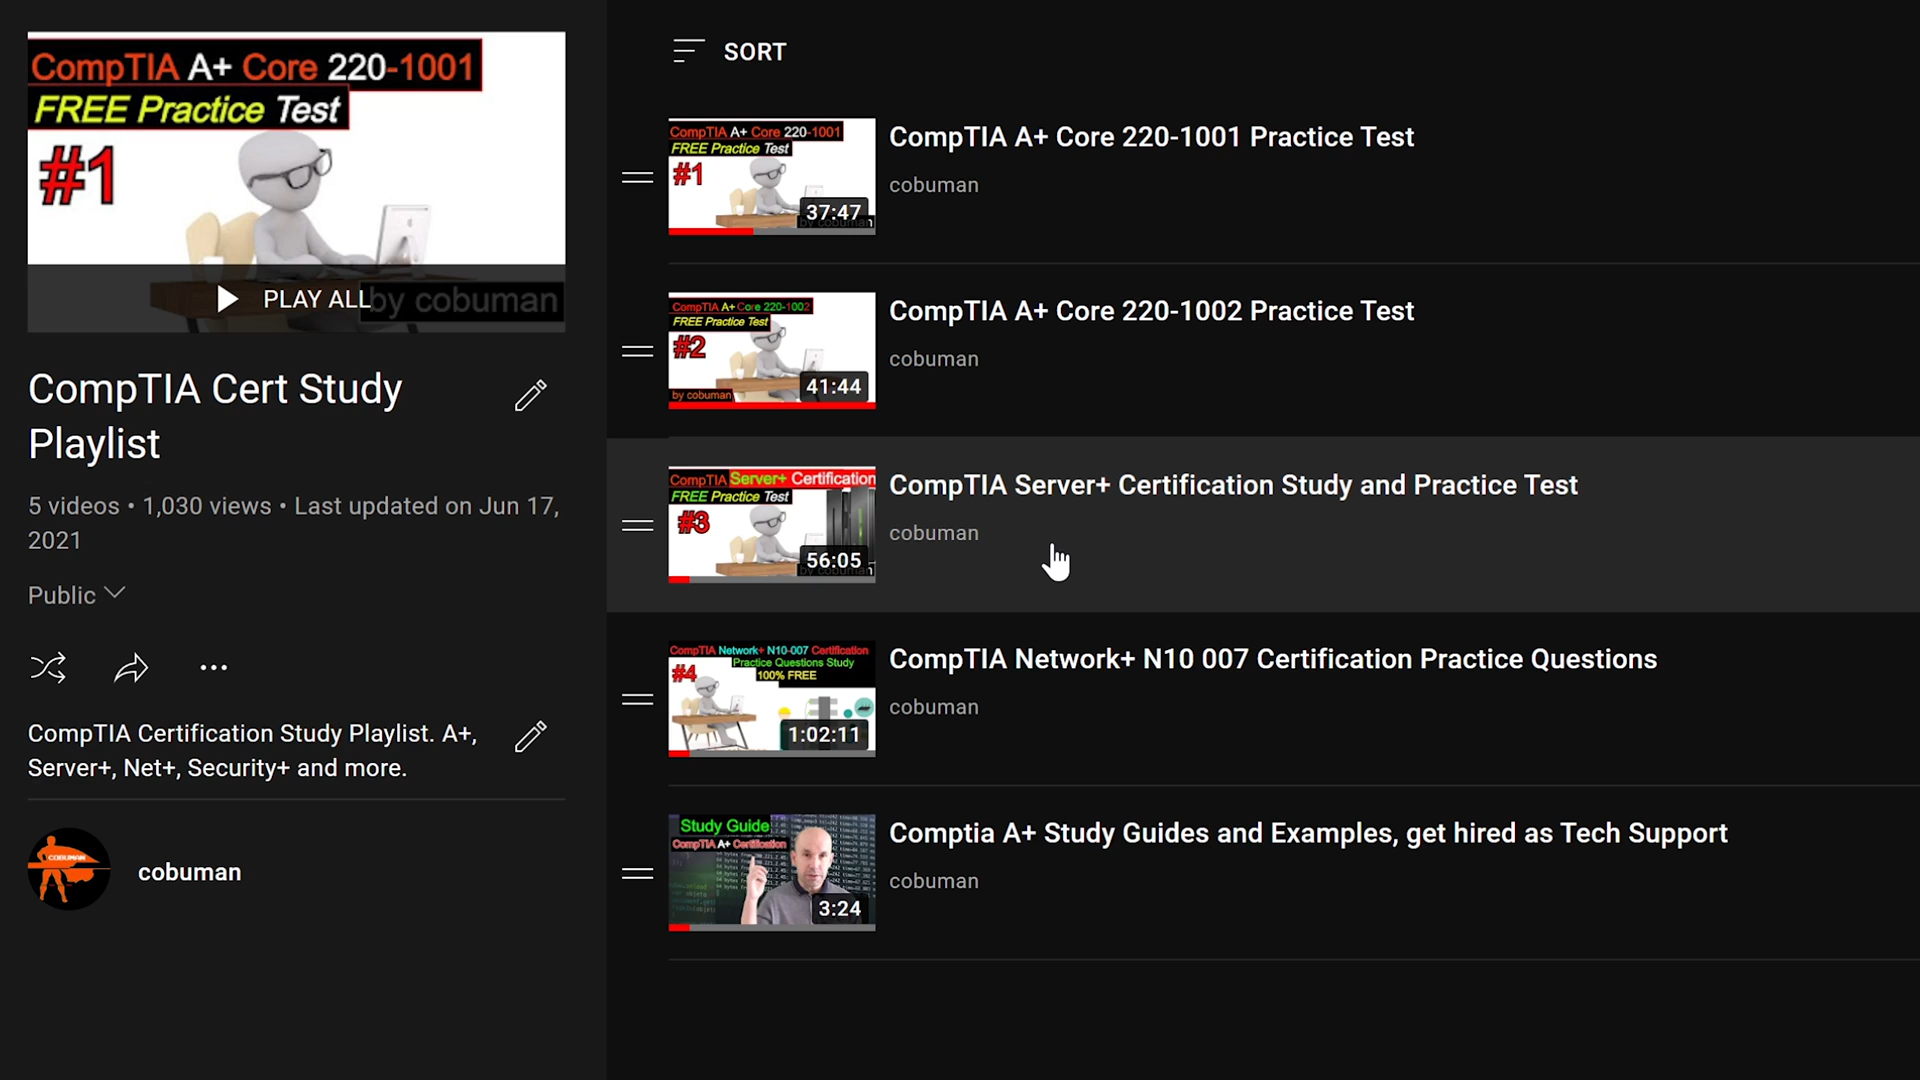 CompTIA A+ Core 220-1001
FREE Practice Test
#1
PLAY ALL
by cobuman
CompTIA Cert Study
Playlist
5 videos • 1,030 views • Last updated on Jun 17,
2021
Public
CompTIA Certification Study Playlist. A+,
Server+, Net+, Security+ and more.
COBUMAN
cobuman
SORT
CompTIA A+ Core 220-1001
FREE Practice Test
#1
by cobuman
37:47
CompTIA A+ Core 220-1001 Practice Test
cobuman
CompTIA A+ Core 220-1002
FREE Practice Test
#2
by cobuman
41:44
CompTIA A+ Core 220-1002 Practice Test
cobuman
CompTIA Server+ Certification
FREE Practice Test
#3
by cobuman
56:05
CompTIA Server+ Certification Study and Practice Test
cobuman
CompTIA Network+ N10-007 Certification
Practice Questions Study
#4
100% FREE
1:02:11
CompTIA Network+ N10 007 Certification Practice Questions
cobuman
Study Guide
CompTIA A+ Certification
3:24
Comptia A+ Study Guides and Examples, get hired as Tech Support
cobuman